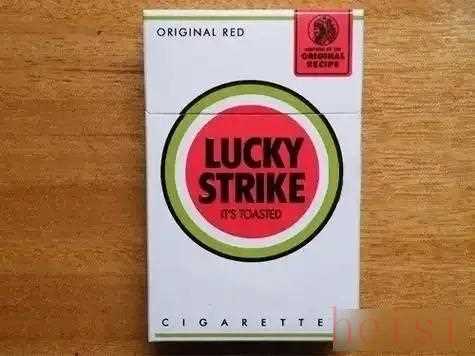 ORIGINAL RED
ORIGINAL
RECIPE
LUCKY
STRIKE
IT'S TOASTED
CIGARETTE